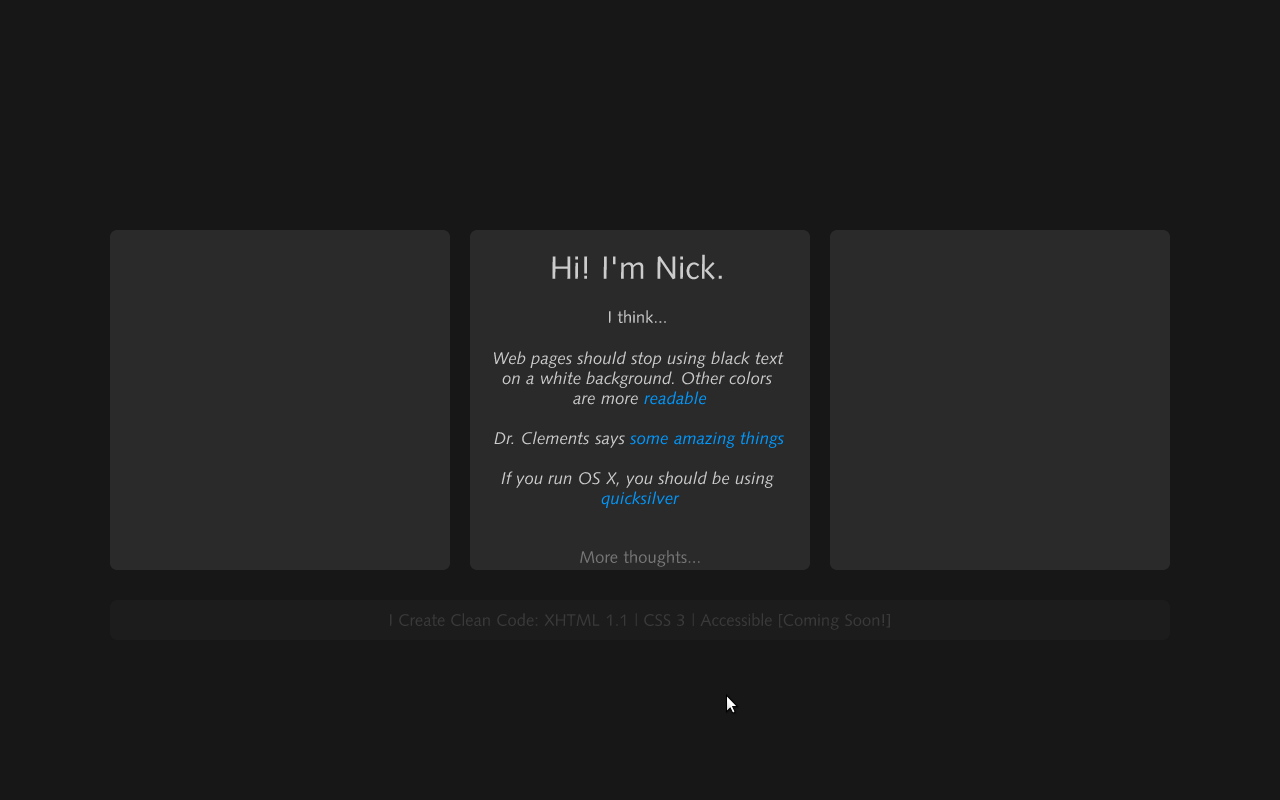 Hi! I'm Nick.
I think...
Web pages should stop using black text
on a white background. Other colors
are more readable
Dr. Clements says some amazing things
If you run OS X, you should be using
quicksilver
More thoughts...
I Create Clean Code: XHTML 1.1 | CSS 3 | Accessible [Coming Soon!]